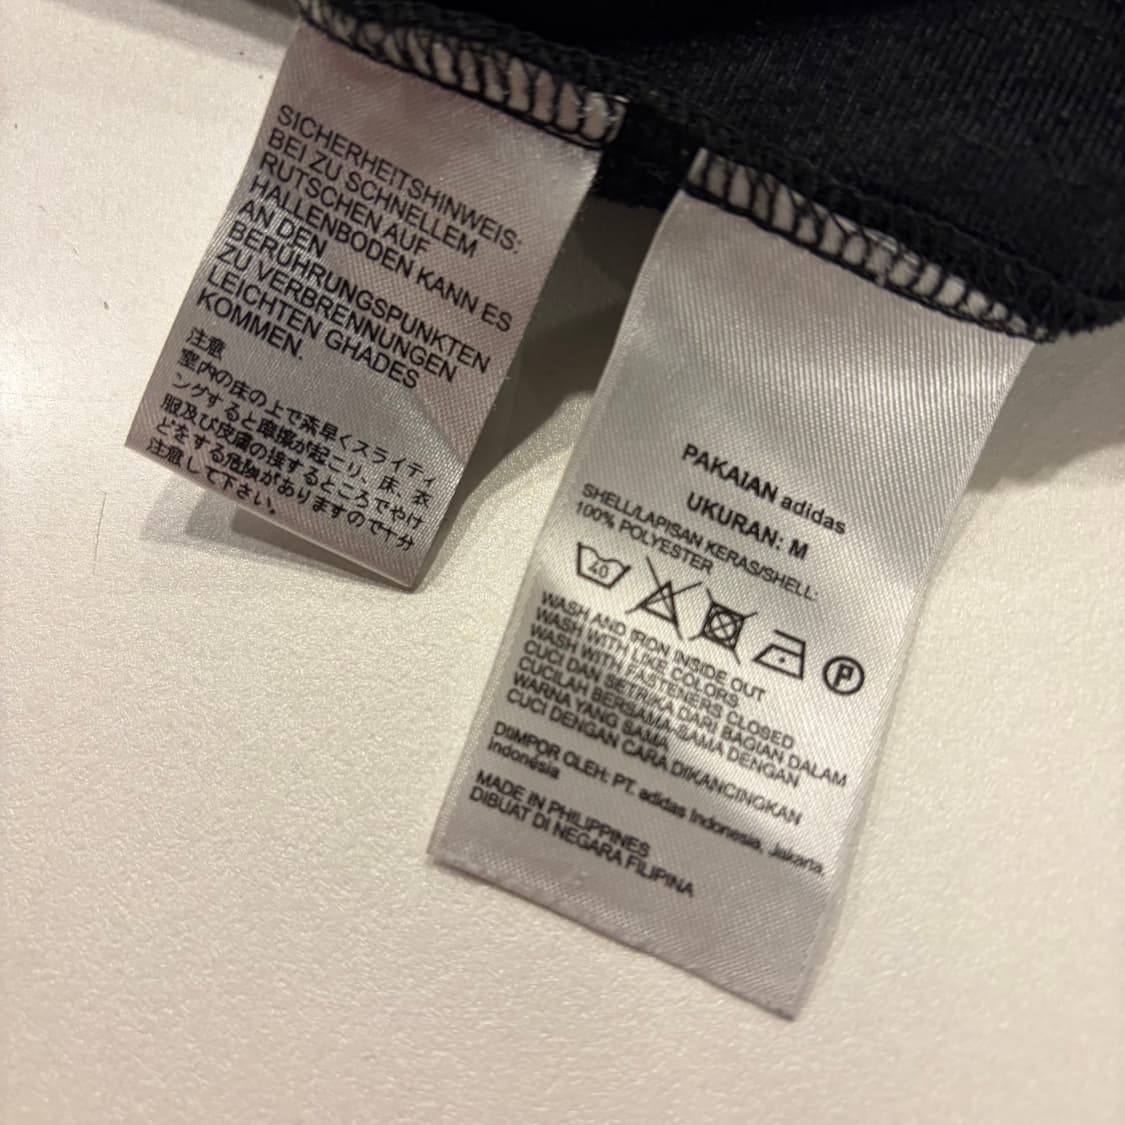 SICHERHEITSHINWEIS:
BEI ZU SCHNELLEM
RUTSCHEN AUF
HALLENBODEN KANN ES
AN DEN
BERÜHRUNGSPUNKTEN
ZU VERBRENNUNGEN
LEICHTEN GHADES
KOMMEN.
注意
室内の床の上で素早くスライディ
ングすると摩擦が起こり、床、衣
服及び皮膚の接するところでやけ
どをする危険がありますので十分
注意して下さい。
PAKAIAN adidas
UKURAN: M
SHELL/LAPISAN KERAS/SHELL:
100% POLYESTER
40
P
WASH AND IRON INSIDE OUT
WASH WITH LIKE COLORS
WASH WITH FASTENERS CLOSED
CUCI DAN SETRIKA DARI BAGIAN DALAM
CUCILAH BERSAMA-SAMA DENGAN
WARNA YANG SAMA
CUCI DENGAN CARA DIKANCINGKAN
DIIMPOR OLEH: PT. adidas Indonesia, Jakarta,
Indonesia
MADE IN PHILIPPINES
DIBUAT DI NEGARA FILIPINA